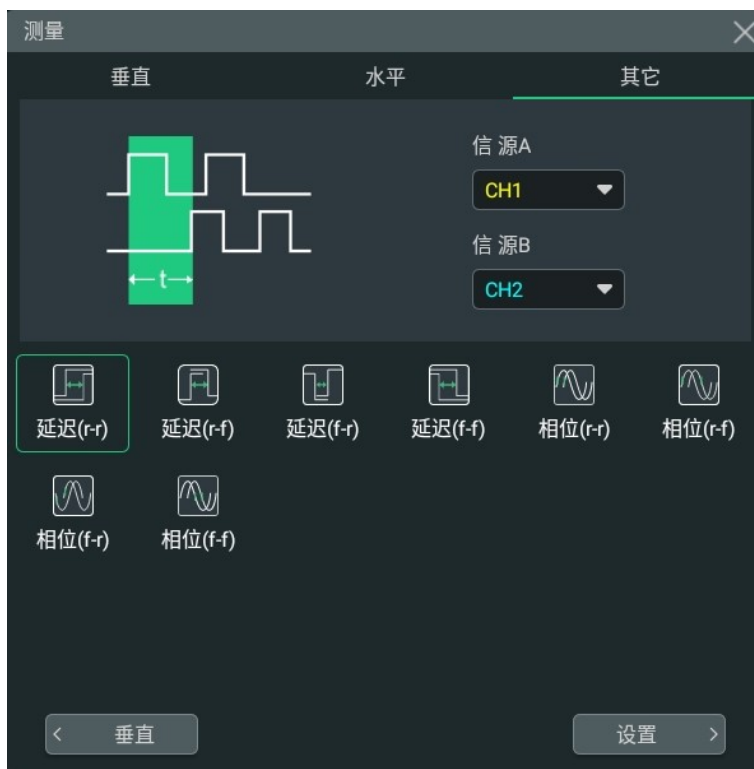 测量
垂直 水平 其它
信 源A
CH1
信 源B
CH2
t
延迟(r-r) 延迟(r-f) 延迟(f-r) 延迟(f-f) 相位(r-r) 相位(r-f)
相位(f-r) 相位(f-f)
垂直 设置